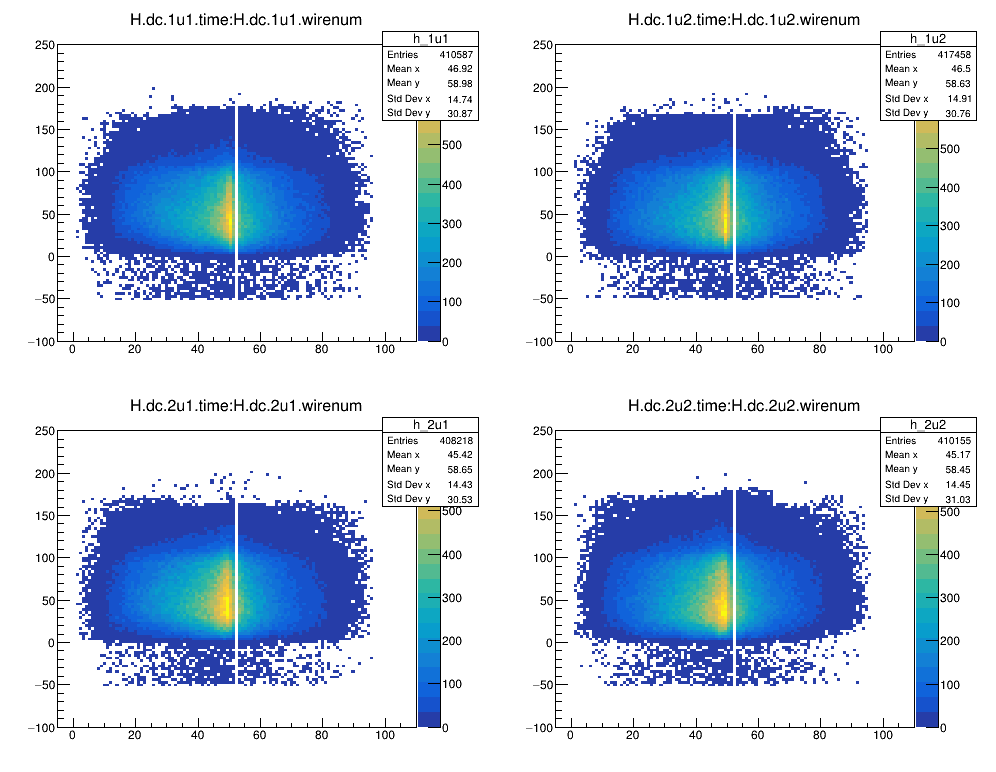 H.dc.1u1.time:H.dc.1u1.wirenum
h_1u1
Entries 410587
Mean x 46.92
Mean y 58.98
Std Dev x 14.74
Std Dev y 30.87
250
200
150
100
50
0
−50
−100
0 20 40 60 80 100
500
400
300
200
100
0
H.dc.1u2.time:H.dc.1u2.wirenum
h_1u2
Entries 417458
Mean x 46.5
Mean y 58.63
Std Dev x 14.91
Std Dev y 30.76
250
200
150
100
50
0
−50
−100
0 20 40 60 80 100
500
400
300
200
100
0
H.dc.2u1.time:H.dc.2u1.wirenum
h_2u1
Entries 408218
Mean x 45.42
Mean y 58.65
Std Dev x 14.43
Std Dev y 30.53
250
200
150
100
50
0
−50
−100
0 20 40 60 80 100
500
400
300
200
100
0
H.dc.2u2.time:H.dc.2u2.wirenum
h_2u2
Entries 410155
Mean x 45.17
Mean y 58.45
Std Dev x 14.45
Std Dev y 31.03
250
200
150
100
50
0
−50
−100
0 20 40 60 80 100
500
400
300
200
100
0